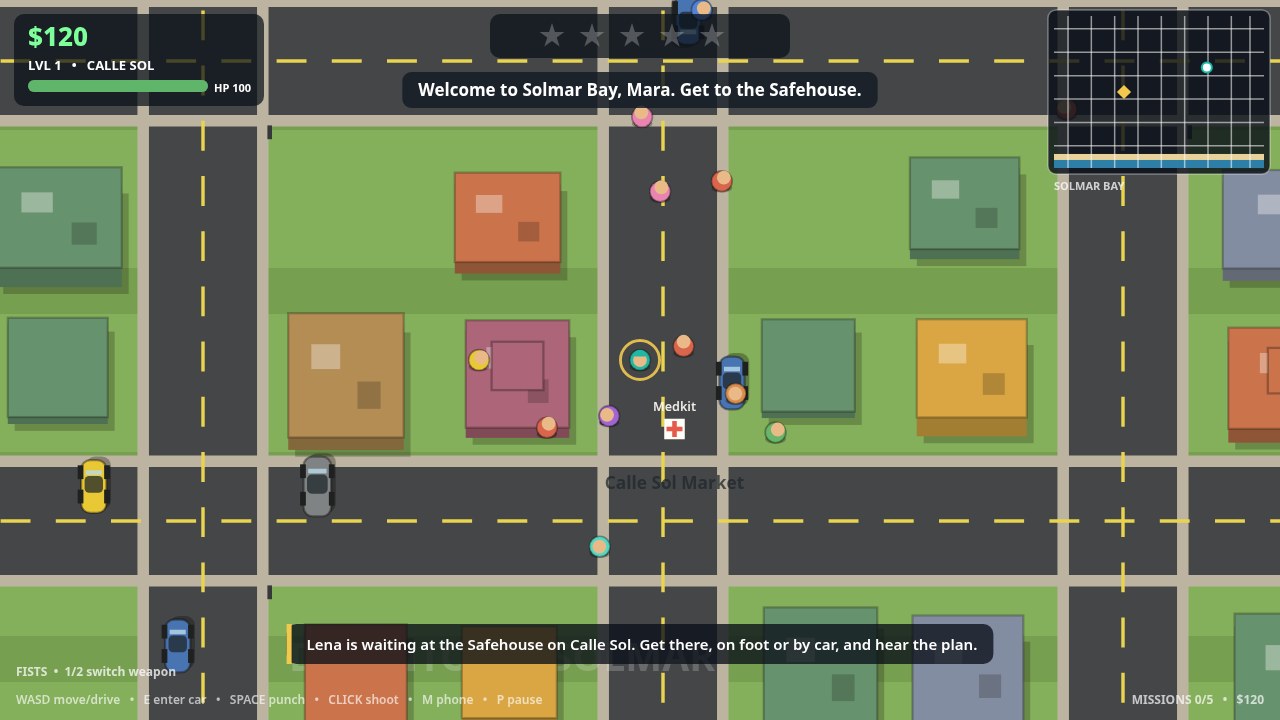 $120
LVL 1 • CALLE SOL
HP 100
Welcome to Solmar Bay, Mara. Get to the Safehouse.
SOLMAR BAY
Medkit
Calle Sol Market
Lena is waiting at the Safehouse on Calle Sol. Get there, on foot or by car, and hear the plan.
FISTS • 1/2 switch weapon
WASD move/drive • E enter car • SPACE punch • CLICK shoot • M phone • P pause
MISSIONS 0/5 • $120